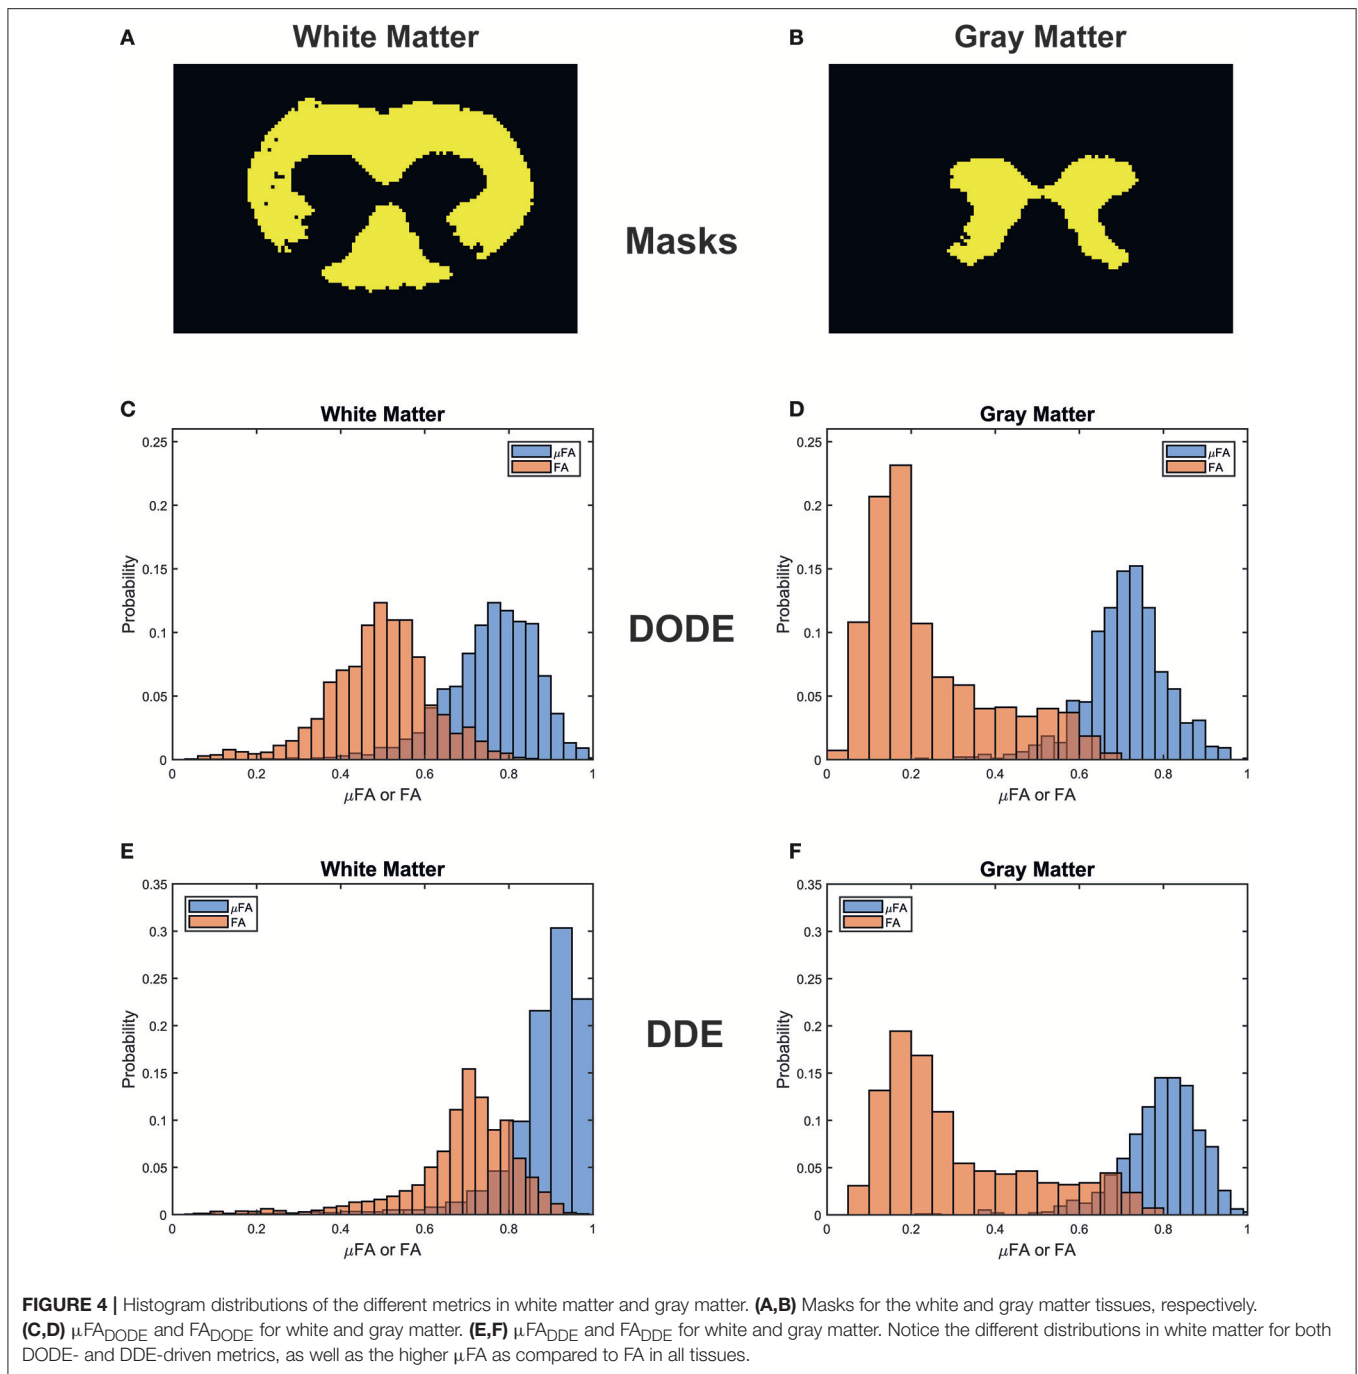 A
White Matter
B
Gray Matter
Masks
C
White Matter
0.25
0.2
0.15
0.1
0.05
0
Probability
μFA
FA
0
0.2
0.4
0.6
0.8
1
μFA or FA
DODE
D
Gray Matter
0.25
0.2
0.15
0.1
0.05
0
Probability
μFA
FA
0
0.2
0.4
0.6
0.8
1
μFA or FA
E
White Matter
0.35
0.3
0.25
0.2
0.15
0.1
0.05
0
Probability
μFA
FA
0
0.2
0.4
0.6
0.8
1
μFA or FA
DDE
F
Gray Matter
0.35
0.3
0.25
0.2
0.15
0.1
0.05
0
Probability
μFA
FA
0
0.2
0.4
0.6
0.8
1
μFA or FA
FIGURE 4 | Histogram distributions of the different metrics in white matter and gray matter. (A,B) Masks for the white and gray matter tissues, respectively.
(C,D) μFADODE and FADODE for white and gray matter. (E,F) μFADDE and FADDE for white and gray matter. Notice the different distributions in white matter for both
DODE- and DDE-driven metrics, as well as the higher μFA as compared to FA in all tissues.